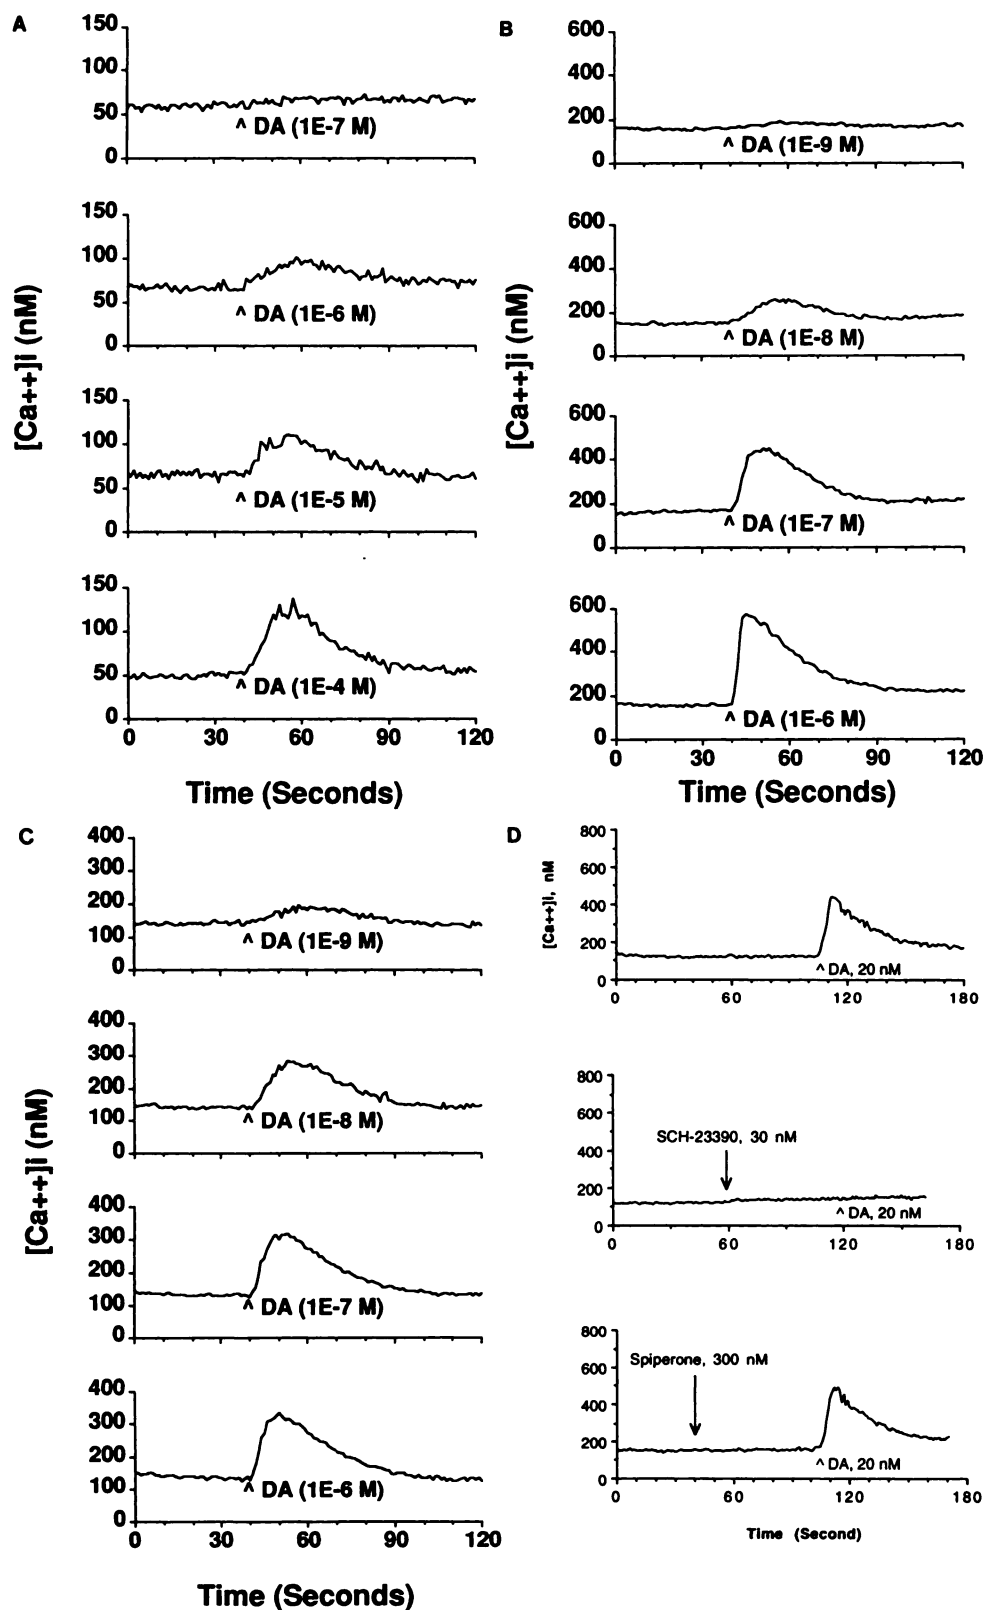 A
150
100
50
0
^ DA (1E-7 M)
150
100
50
0
^ DA (1E-6 M)
150
100
50
0
^ DA (1E-5 M)
150
100
50
0
^ DA (1E-4 M)
0 30 60 90 120
[Ca++]i (nM)
Time (Seconds)
B
600
400
200
0
^ DA (1E-9 M)
600
400
200
0
^ DA (1E-8 M)
600
400
200
0
^ DA (1E-7 M)
600
400
200
0
^ DA (1E-6 M)
0 30 60 90 120
[Ca++]i (nM)
Time (Seconds)
C
400
300
200
100
0
^ DA (1E-9 M)
400
300
200
100
0
^ DA (1E-8 M)
400
300
200
100
0
^ DA (1E-7 M)
400
300
200
100
0
^ DA (1E-6 M)
0 30 60 90 120
[Ca++]i (nM)
Time (Seconds)
D
[Ca++]i, nM
800
600
400
200
0
^ DA, 20 nM
0 60 120 180
800
600
400
200
0
SCH-23390, 30 nM
^ DA, 20 nM
0 60 120 180
800
600
400
200
0
Spiperone, 300 nM
^ DA, 20 nM
0 60 120 180
Time (Second)